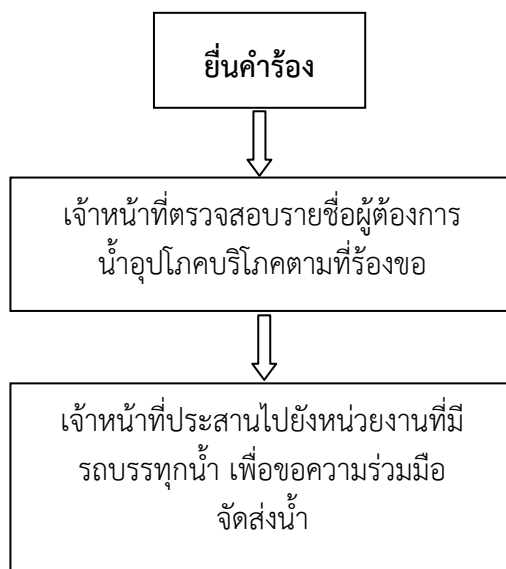 ยื่นคำร้อง
เจ้าหน้าที่ตรวจสอบรายชื่อผู้ต้องการ
น้ำอุปโภคบริโภคตามที่ร้องขอ
เจ้าหน้าที่ประสานไปยังหน่วยงานที่มี
รถบรรทุกน้ำ เพื่อขอความร่วมมือ
จัดส่งน้ำ